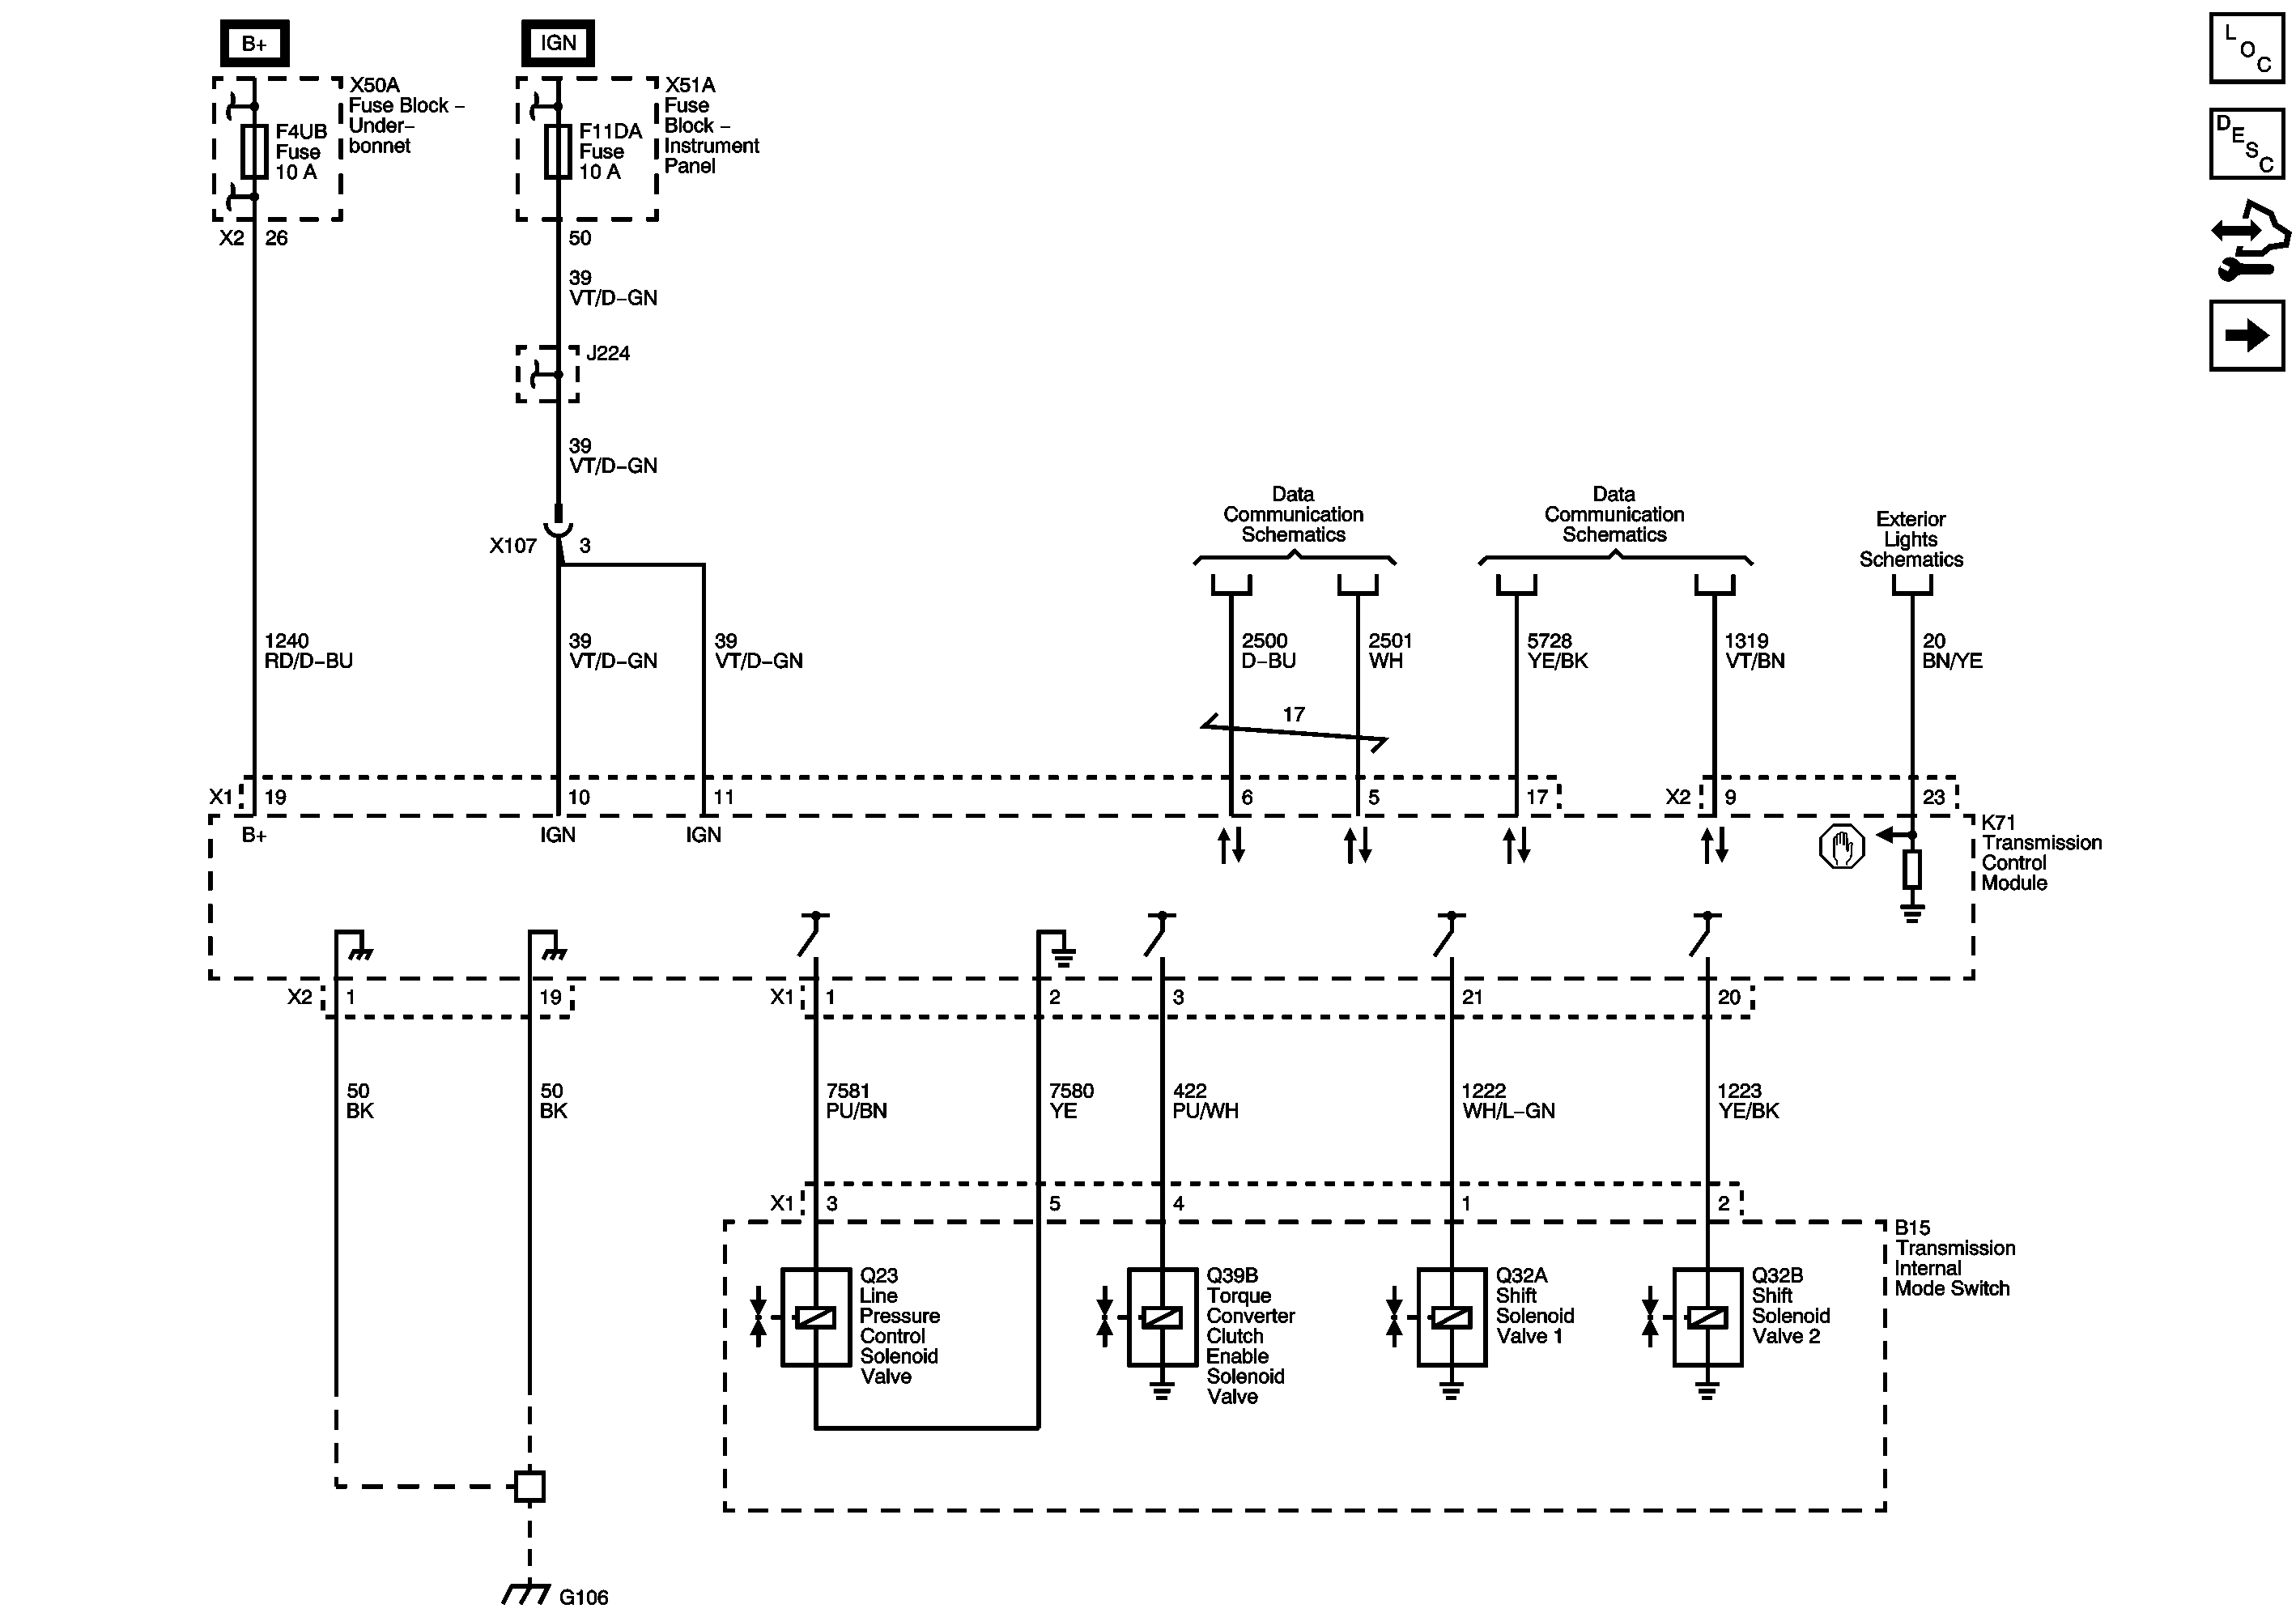 B+
IGN
L
O
C
X50A
Fuse Block –
Under–
bonnet
F4UB
Fuse
10 A
X51A
Fuse
Block –
Instrument
Panel
F11DA
Fuse
10 A
D
E
S
C
X2 26
50
39
VT/D–GN
J224
39
VT/D–GN
X107 3
Data
Communication
Schematics
Data
Communication
Schematics
Exterior
Lights
Schematics
1240
RD/D–BU
39
VT/D–GN
39
VT/D–GN
2500
D–BU
2501
WH
5728
YE/BK
1319
VT/BN
20
BN/YE
17
X1 19
10
11
6
5
17
X2 9
23
B+
IGN
IGN
K71
Transmission
Control
Module
X2 1
19
X1 1
2
3
21
20
50
BK
50
BK
7581
PU/BN
7580
YE
422
PU/WH
1222
WH/L–GN
1223
YE/BK
X1 3
5
4
1
2
B15
Transmission
Internal
Mode Switch
Q23
Line
Pressure
Control
Solenoid
Valve
Q39B
Torque
Converter
Clutch
Enable
Solenoid
Valve
Q32A
Shift
Solenoid
Valve 1
Q32B
Shift
Solenoid
Valve 2
G106